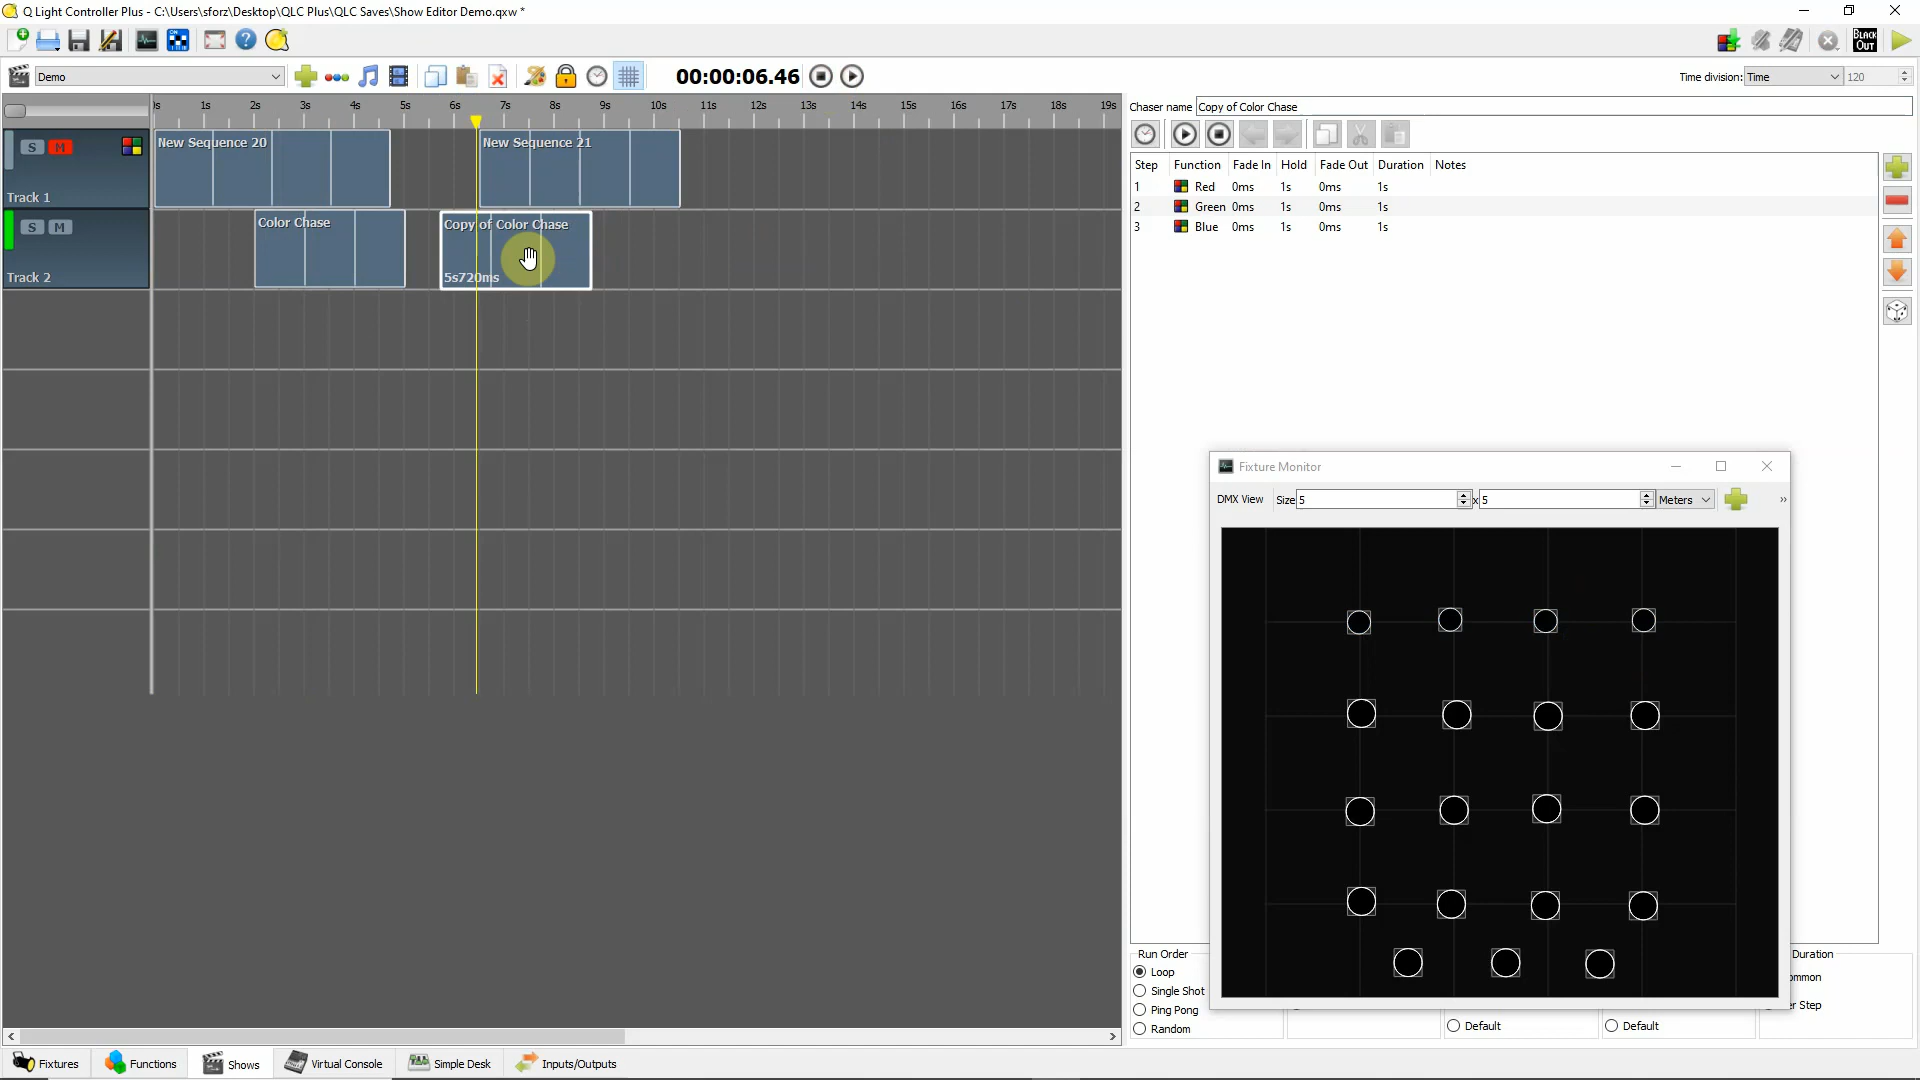 Q Light Controller Plus - C:\Users\sforz\Desktop\QLC Plus\QLC Saves\Show Editor Demo.qxw *
ON
BLACK OUT
Demo
00:00:06.46
Time division: Time 120
1s 2s 3s 4s 5s 6s 7s 8s 9s 10s 11s 12s 13s 14s 15s 16s 17s 18s 19s
S M
Track 1
New Sequence 20
New Sequence 21
S M
Track 2
Color Chase
Copy of Color Chase
5s720ms
Chaser name Copy of Color Chase
Step Function Fade In Hold Fade Out Duration Notes
1 Red 0ms 1s 0ms 1s
2 Green 0ms 1s 0ms 1s
3 Blue 0ms 1s 0ms 1s
Fixture Monitor
DMX View Size 5 x 5 Meters »
Run Order
Loop
Single Shot
Ping Pong
Random
Default
Default
Duration
ommon
er Step
Fixtures Functions Shows Virtual Console Simple Desk Inputs/Outputs